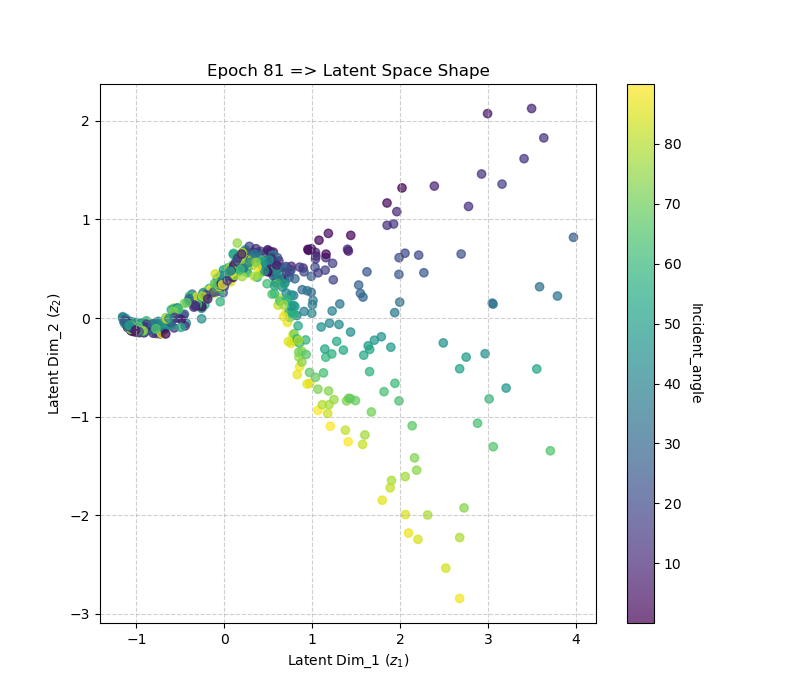 Epoch 81 => Latent Space Shape
2
1
0
−1
−2
−3
Latent Dim_2 (z₂)
−1 0 1 2 3 4
Latent Dim_1 (z₁)
80
70
60
50
40
30
20
10
Incident_angle